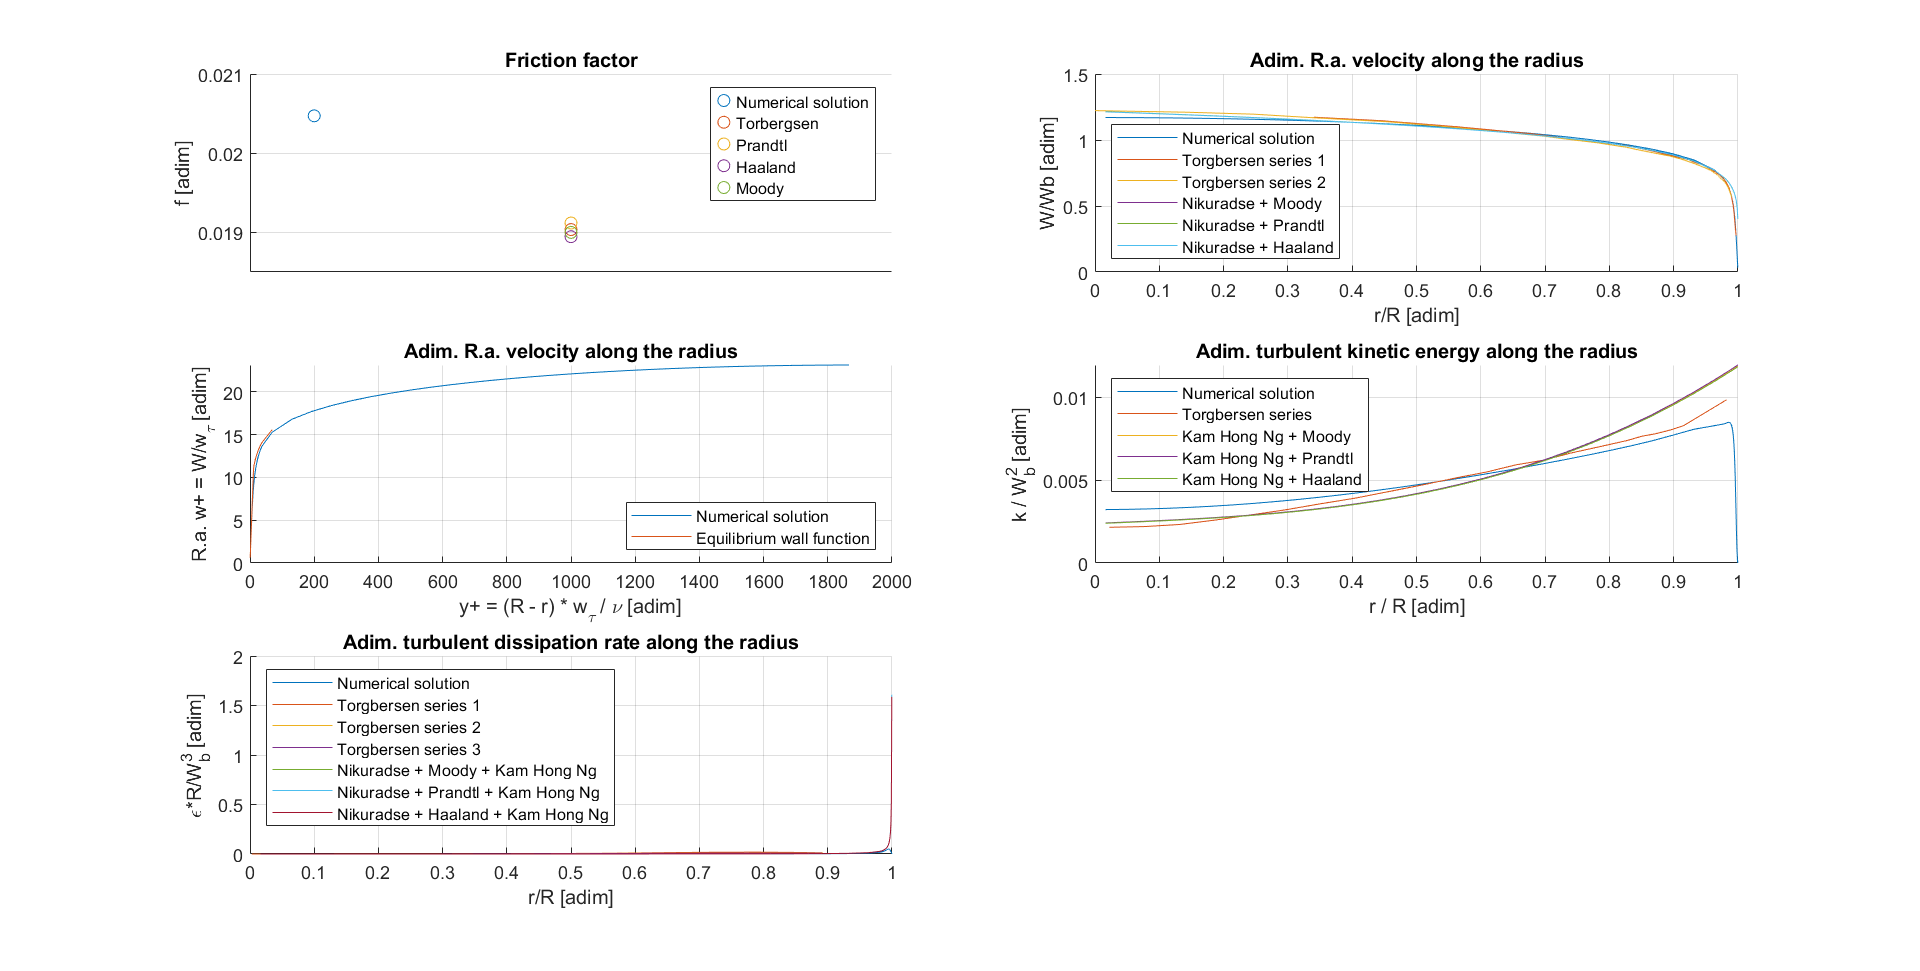 Friction factor
0.021
0.02
0.019
f [adim]
Numerical solution
Torbergsen
Prandtl
Haaland
Moody
Adim. R.a. velocity along the radius
1.5
1
0.5
0
W/Wb [adim]
Numerical solution
Torgbersen series 1
Torgbersen series 2
Nikuradse + Moody
Nikuradse + Prandtl
Nikuradse + Haaland
0 0.1 0.2 0.3 0.4 0.5 0.6 0.7 0.8 0.9 1
r/R [adim]
Adim. R.a. velocity along the radius
20
15
10
5
0
R.a. w+ = W/w_τ [adim]
Numerical solution
Equilibrium wall function
0 200 400 600 800 1000 1200 1400 1600 1800 2000
y+ = (R - r) * w_τ / ν [adim]
Adim. turbulent kinetic energy along the radius
0.01
0.005
0
k / W_b^2 [adim]
Numerical solution
Torgbersen series
Kam Hong Ng + Moody
Kam Hong Ng + Prandtl
Kam Hong Ng + Haaland
0 0.1 0.2 0.3 0.4 0.5 0.6 0.7 0.8 0.9 1
r / R [adim]
Adim. turbulent dissipation rate along the radius
2
1.5
1
0.5
0
ϵ*R/W_b^3 [adim]
Numerical solution
Torgbersen series 1
Torgbersen series 2
Torgbersen series 3
Nikuradse + Moody + Kam Hong Ng
Nikuradse + Prandtl + Kam Hong Ng
Nikuradse + Haaland + Kam Hong Ng
0 0.1 0.2 0.3 0.4 0.5 0.6 0.7 0.8 0.9 1
r/R [adim]